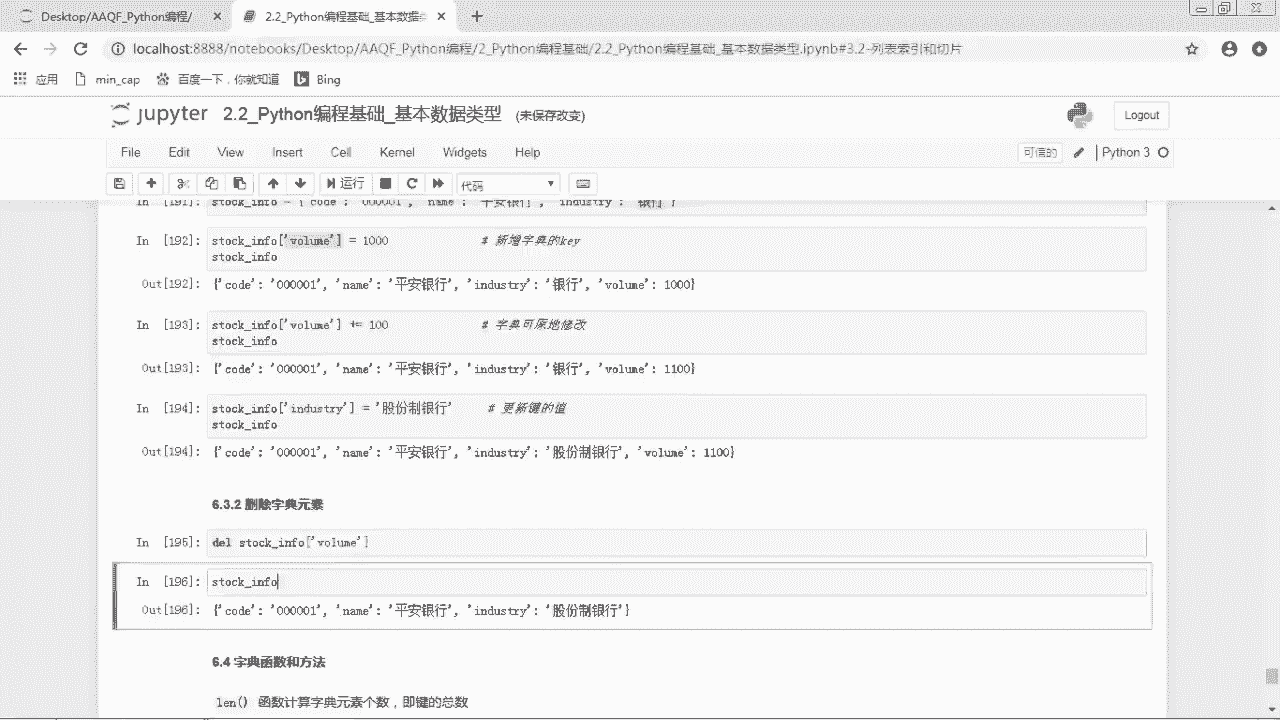 Desktop/AAQF_Python编程/
2.2_Python编程基础_基本数据类
localhost:8888/notebooks/Desktop/AAQF_Python编程/2_Python编程基础/2.2_Python编程基础_基本数据类型.ipynb#3.2-列表索引和切片
应用 min_cap 百度一下，你就知道 Bing
jupyter 2.2_Python编程基础_基本数据类型 (未保存改变) Logout
File Edit View Insert Cell Kernel Widgets Help 可信的 Python 3
运行 代码
In [191]: stock_info = {'code': '000001', 'name': '平安银行', 'industry': '银行'}
In [192]: stock_info['volume'] = 1000 # 新增字典的key
stock_info
Out[192]: {'code': '000001', 'name': '平安银行', 'industry': '银行', 'volume': 1000}
In [193]: stock_info['volume'] += 100 # 字典可原地修改
stock_info
Out[193]: {'code': '000001', 'name': '平安银行', 'industry': '银行', 'volume': 1100}
In [194]: stock_info['industry'] = '股份制银行' # 更新键的值
stock_info
Out[194]: {'code': '000001', 'name': '平安银行', 'industry': '股份制银行', 'volume': 1100}
6.3.2 删除字典元素
In [195]: del stock_info['volume']
In [196]: stock_info
Out[196]: {'code': '000001', 'name': '平安银行', 'industry': '股份制银行'}
6.4 字典函数和方法
len() 函数计算字典元素个数，即键的总数